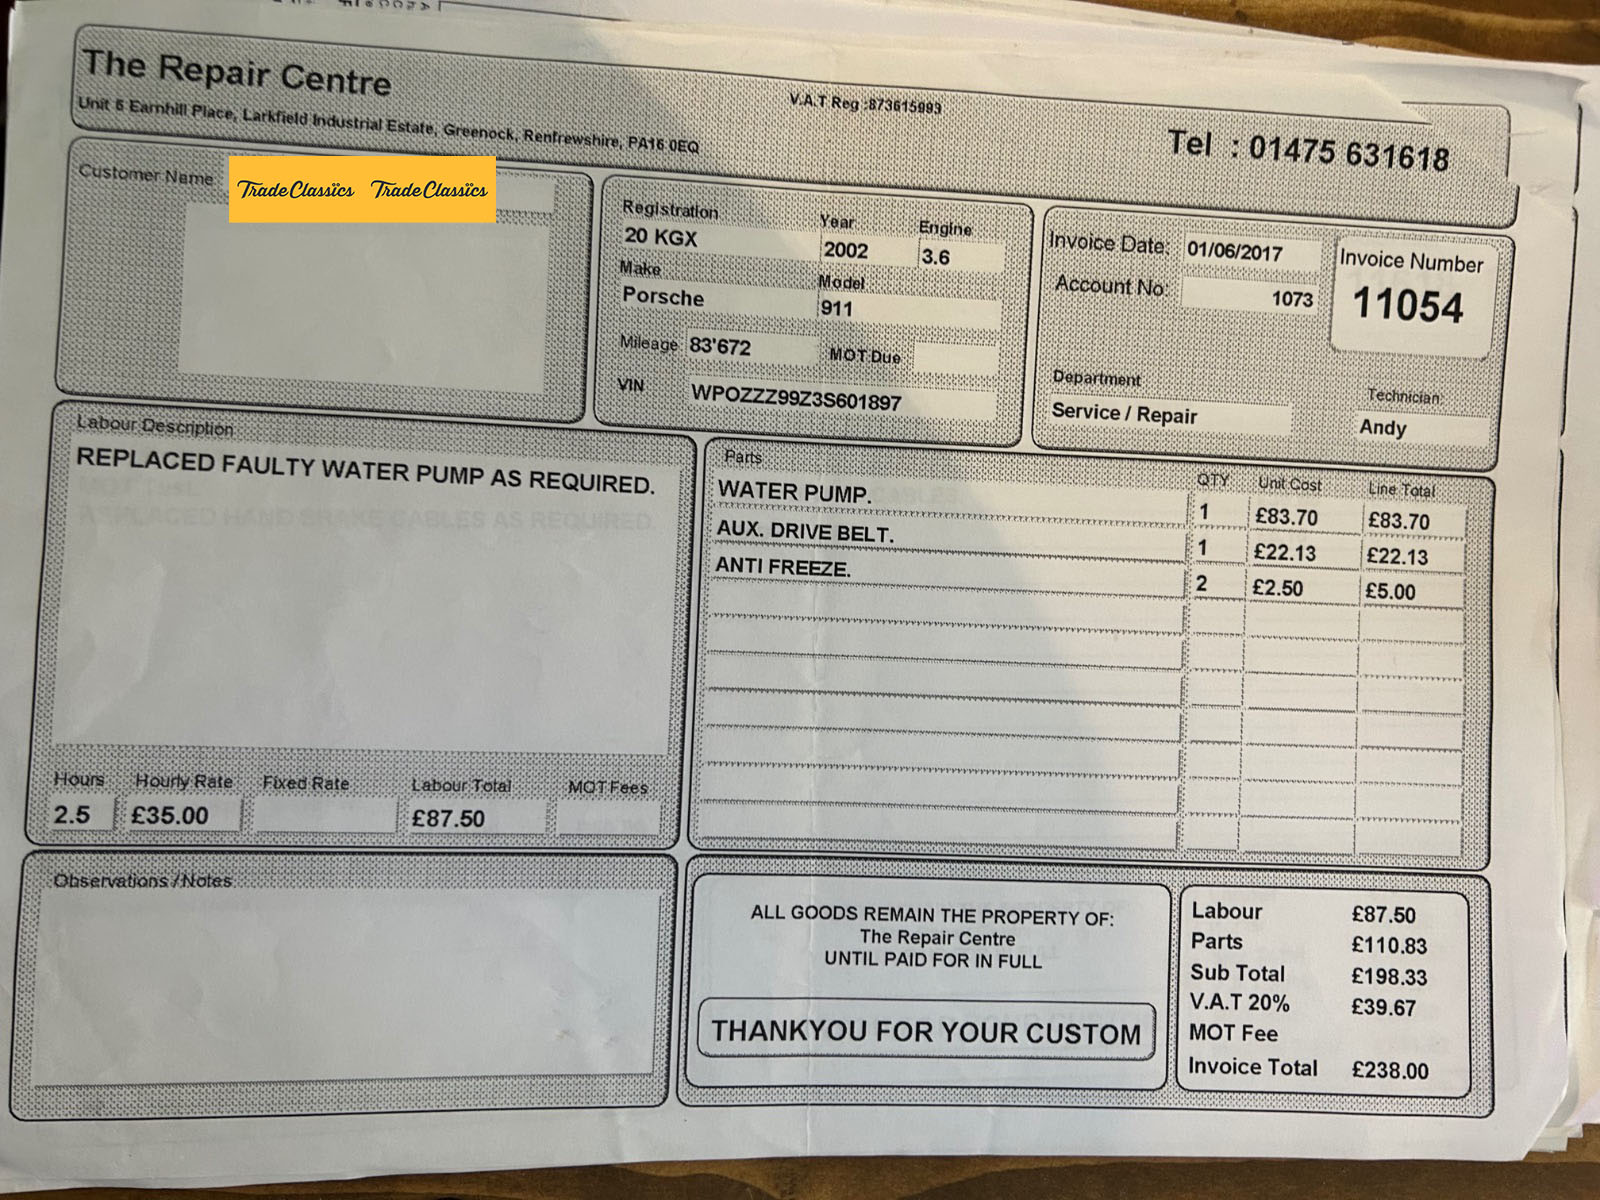 The Repair Centre
Unit 6 Earnhill Place, Larkfield Industrial Estate, Greenock, Renfrewshire, PA16 0EQ
V.A.T Reg :873615993
Tel : 01475 631618
Customer Name
TradeClassics TradeClassics
Registration Year Engine
20 KGX 2002 3.6
Make Model
Porsche 911
Mileage 83'672 MOT Due
VIN WPOZZZ99Z3S601897
Invoice Date: 01/06/2017
Account No: 1073
Invoice Number
11054
Department Technician:
Service / Repair Andy
Labour Description
REPLACED FAULTY WATER PUMP AS REQUIRED.
Hours Hourly Rate Fixed Rate Labour Total MOT Fees
2.5 £35.00 £87.50
Parts QTY Unit Cost Line Total
WATER PUMP. 1 £83.70 £83.70
AUX. DRIVE BELT. 1 £22.13 £22.13
ANTI FREEZE. 2 £2.50 £5.00
Observations / Notes
ALL GOODS REMAIN THE PROPERTY OF:
The Repair Centre
UNTIL PAID FOR IN FULL
THANKYOU FOR YOUR CUSTOM
Labour £87.50
Parts £110.83
Sub Total £198.33
V.A.T 20% £39.67
MOT Fee
Invoice Total £238.00